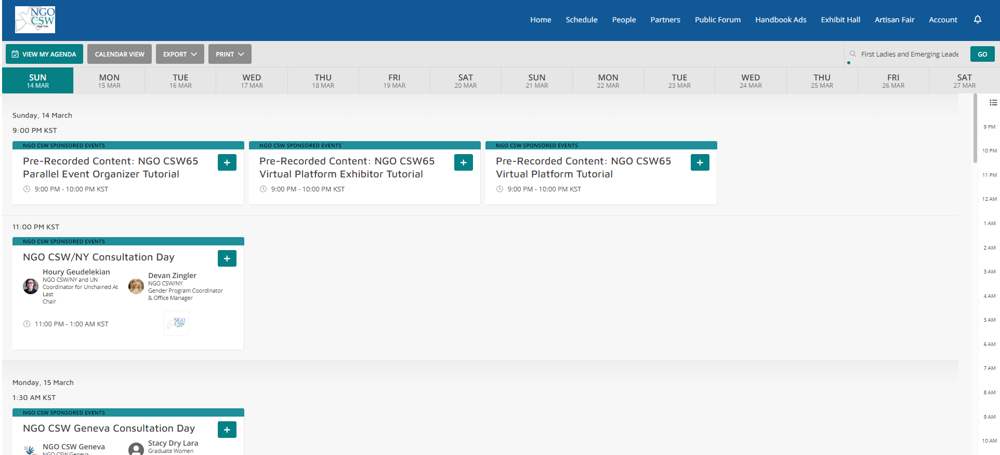 NGO
CSW
New York
Home
Schedule
People
Partners
Public Forum
Handbook Ads
Exhibit Hall
Artisan Fair
Account
VIEW MY AGENDA
CALENDAR VIEW
EXPORT
PRINT
First Ladies and Emerging Leade
GO
SUN
14 MAR
MON
15 MAR
TUE
16 MAR
WED
17 MAR
THU
18 MAR
FRI
19 MAR
SAT
20 MAR
SUN
21 MAR
MON
22 MAR
TUE
23 MAR
WED
24 MAR
THU
25 MAR
FRI
26 MAR
SAT
27 MAR
Sunday, 14 March
9:00 PM KST
NGO CSW SPONSORED EVENTS
Pre-Recorded Content: NGO CSW65
Parallel Event Organizer Tutorial
9:00 PM - 10:00 PM KST
NGO CSW SPONSORED EVENTS
Pre-Recorded Content: NGO CSW65
Virtual Platform Exhibitor Tutorial
9:00 PM - 10:00 PM KST
NGO CSW SPONSORED EVENTS
Pre-Recorded Content: NGO CSW65
Virtual Platform Tutorial
9:00 PM - 10:00 PM KST
11:00 PM KST
NGO CSW SPONSORED EVENTS
NGO CSW/NY Consultation Day
Houry Geudelekian
NGO CSW/NY and UN
Coordinator for Unchained At
Last
Chair
Devan Zingler
NGO CSW/NY
Gender Program Coordinator
& Office Manager
11:00 PM - 1:00 AM KST
NGO
CSW
Monday, 15 March
1:30 AM KST
NGO CSW SPONSORED EVENTS
NGO CSW Geneva Consultation Day
NGO CSW Geneva
NGO CSW Geneva
Stacy Dry Lara
Graduate Women
9 PM
10 PM
11 PM
12 AM
1 AM
2 AM
3 AM
4 AM
5 AM
6 AM
7 AM
8 AM
9 AM
10 AM